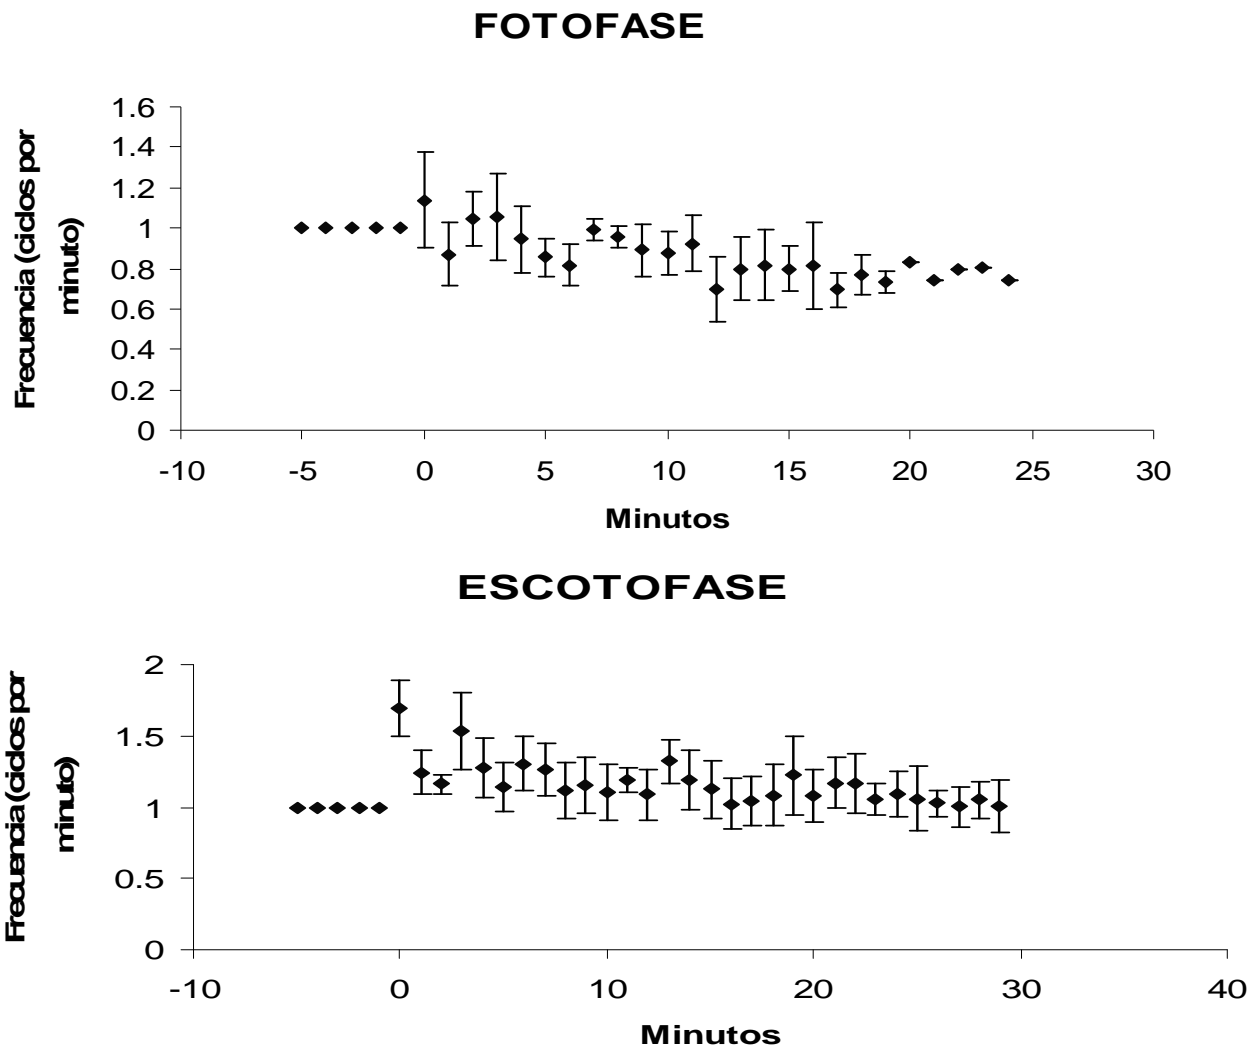 FOTOFASE
Frecuencia (ciclos por
minuto)
1.6
1.4
1.2
1
0.8
0.6
0.4
0.2
0
-10 -5 0 5 10 15 20 25 30
Minutos
ESCOTOFASE
Frecuencia (ciclos por
minuto)
2
1.5
1
0.5
0
-10 0 10 20 30 40
Minutos